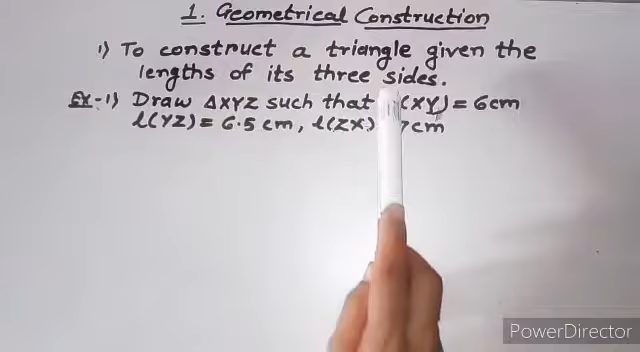 1. Geometrical Construction
1) To construct a triangle given the
lengths of its three sides.
Ex-1) Draw ΔXYZ such that (XY) = 6cm
l(YZ) = 6.5 cm, l(ZX) 7cm
PowerDirector